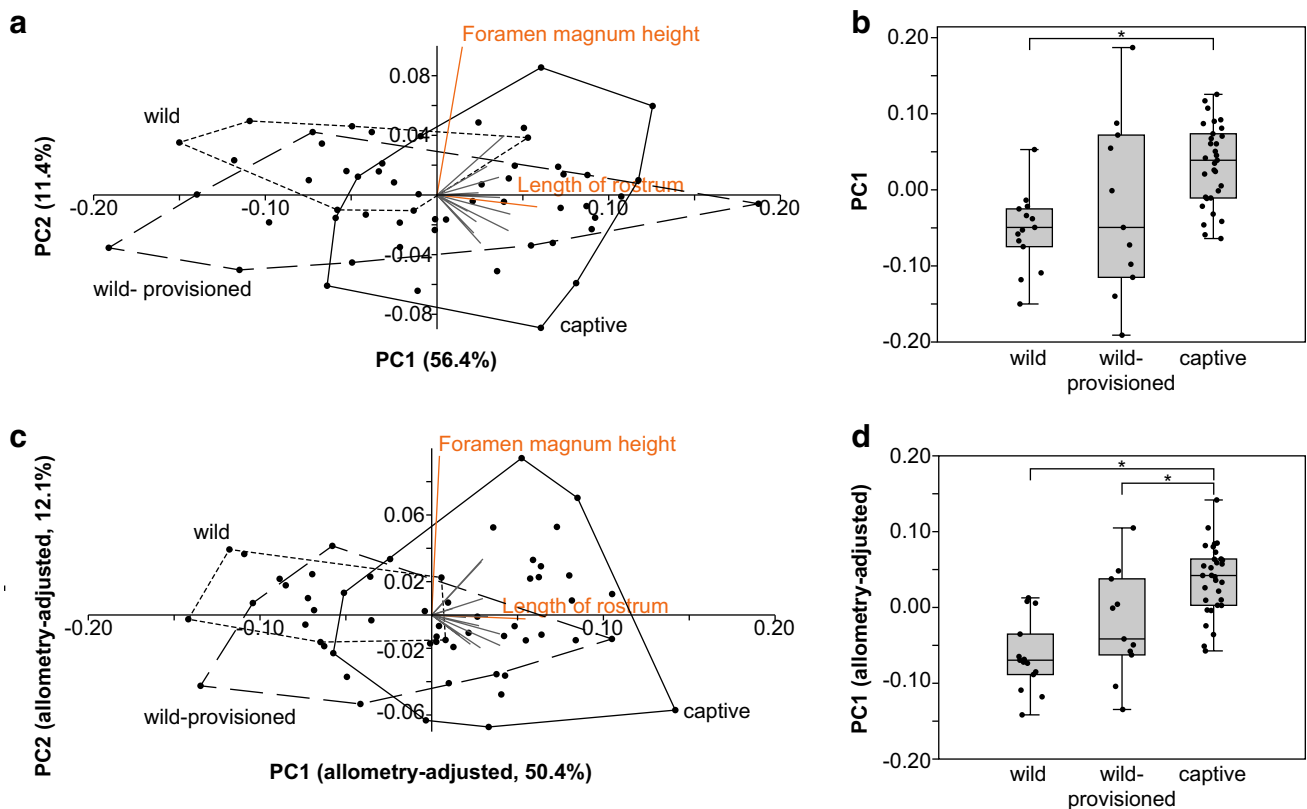 a
Foramen magnum height
0.08
0.04
wild
Length of rostrum
-0.20
-0.10
0.10
0.20
-0.04
-0.08
wild- provisioned
captive
PC2 (11.4%)
PC1 (56.4%)
b
0.20
*
0.10
0.00
-0.10
-0.20
PC1
wild
wild-
provisioned
captive
c
Foramen magnum height
0.06
0.02
wild
Length of rostrum
-0.20
-0.10
0.10
0.20
-0.02
-0.06
wild-provisioned
captive
PC2 (allometry-adjusted, 12.1%)
PC1 (allometry-adjusted, 50.4%)
d
0.20
*
*
0.10
0.00
-0.10
-0.20
PC1 (allometry-adjusted)
wild
wild-
provisioned
captive